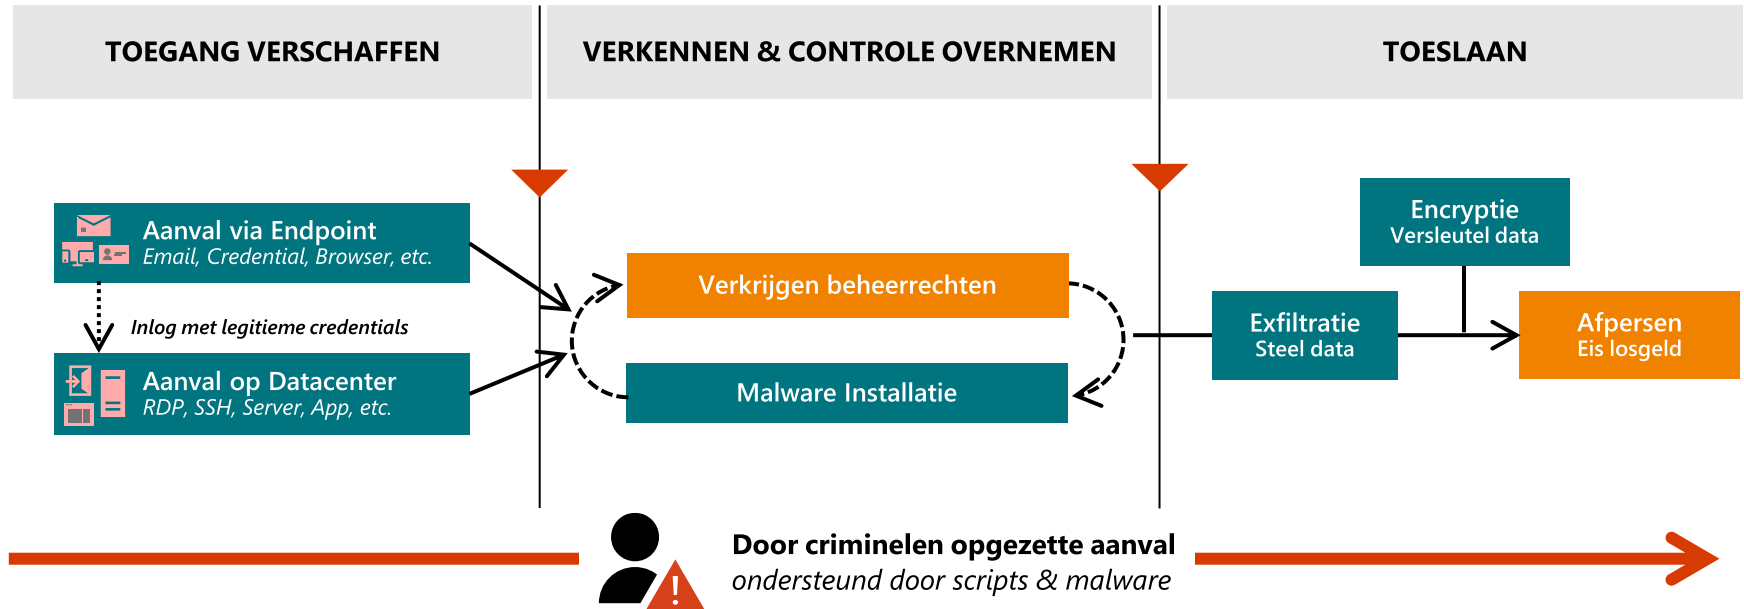 TOEGANG VERSCHAFFEN
VERKENNEN & CONTROLE OVERNEMEN
TOESLAAN
Aanval via Endpoint
Email, Credential, Browser, etc.
Inlog met legitieme credentials
Aanval op Datacenter
RDP, SSH, Server, App, etc.
Verkrijgen beheerrechten
Malware Installatie
Encryptie
Versleutel data
Exfiltratie
Steel data
Afpersen
Eis losgeld
Door criminelen opgezette aanval
ondersteund door scripts & malware